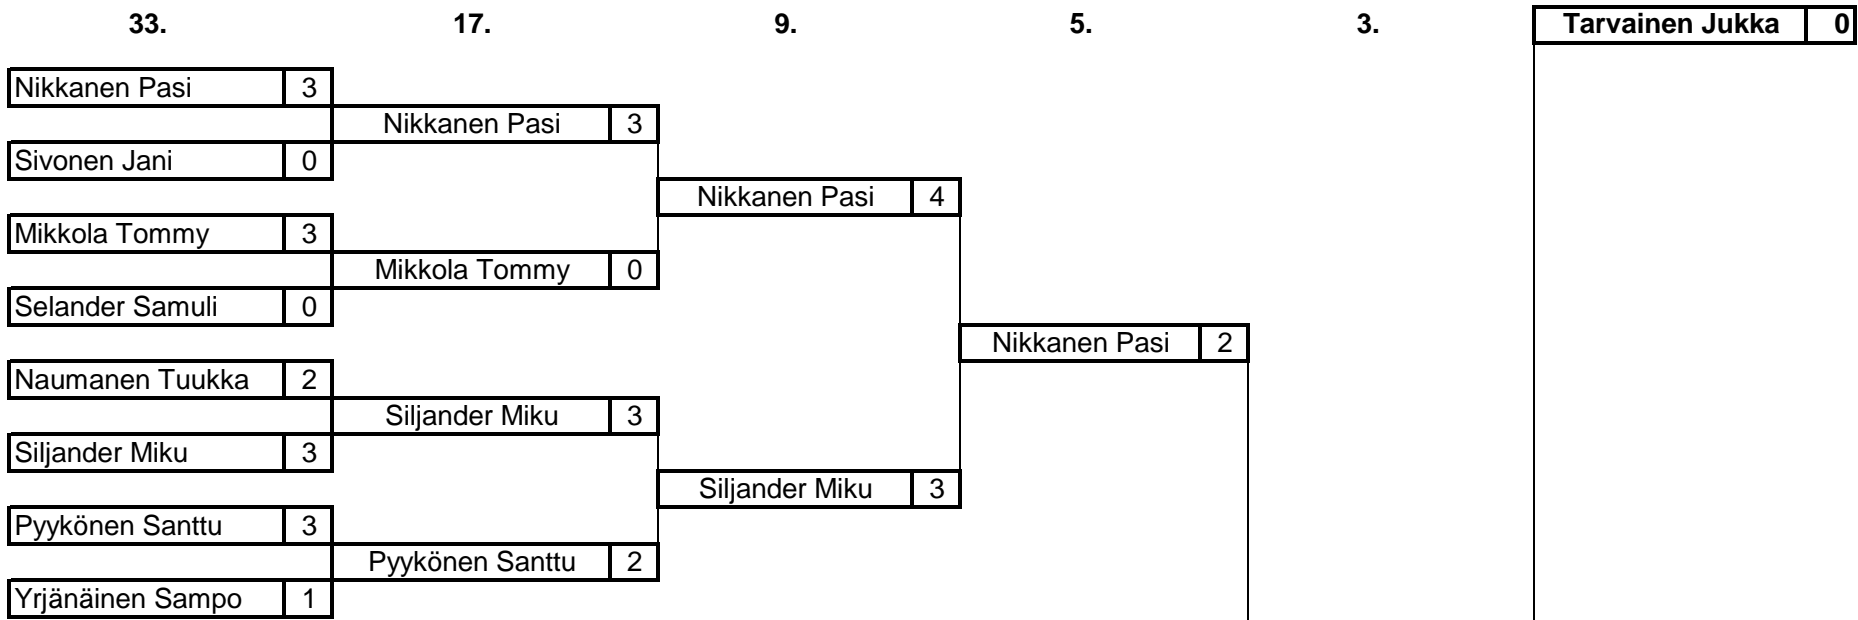 33. 17. 9. 5. 3. Tarvainen Jukka 0
Nikkanen Pasi 3
Nikkanen Pasi 3
Sivonen Jani 0
Nikkanen Pasi 4
Mikkola Tommy 3
Mikkola Tommy 0
Selander Samuli 0
Nikkanen Pasi 2
Naumanen Tuukka 2
Siljander Miku 3
Siljander Miku 3
Siljander Miku 3
Pyykönen Santtu 3
Pyykönen Santtu 2
Yrjänäinen Sampo 1